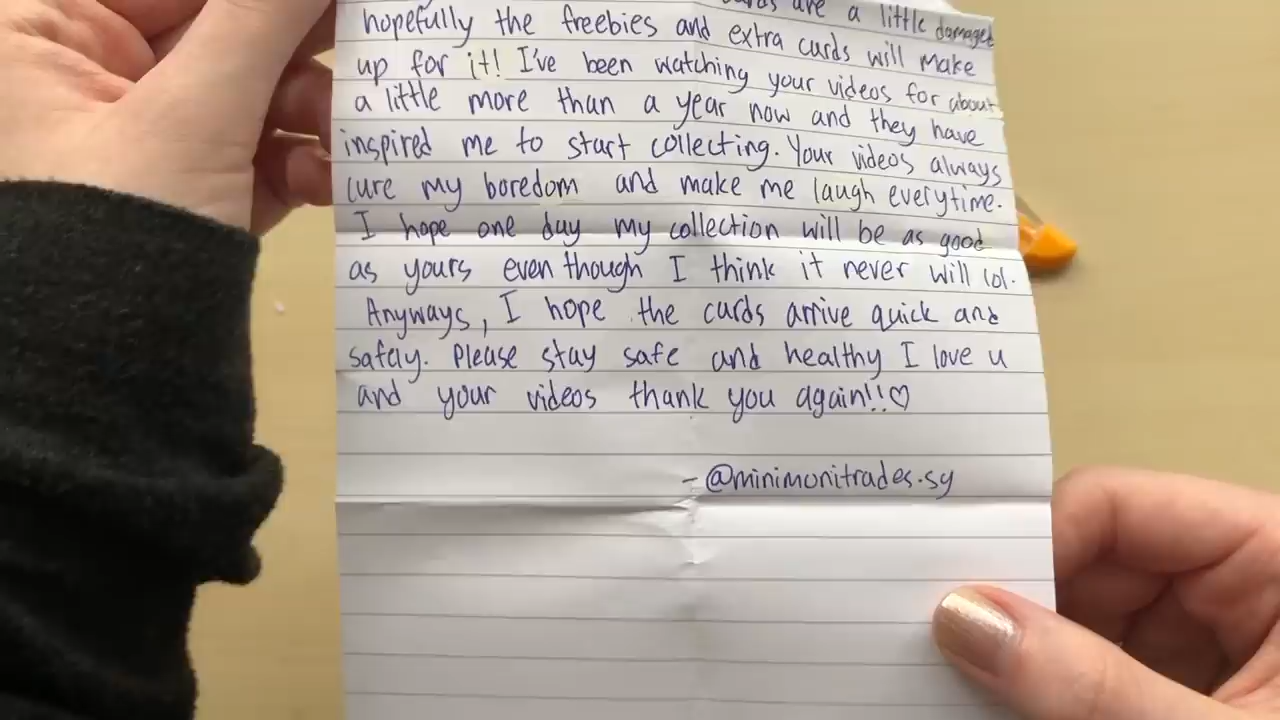 cards are a little damaged
hopefully the freebies and extra cards will make
up for it! I've been watching your videos for about
a little more than a year now and they have
inspired me to start collecting. Your videos always
cure my boredom and make me laugh everytime.
I hope one day my collection will be as good
as yours even though I think it never will lol.
Anyways, I hope the cards arrive quick and
safely. Please stay safe and healthy I love u
and your videos thank you again!!♡
- @minimonitrades.sy